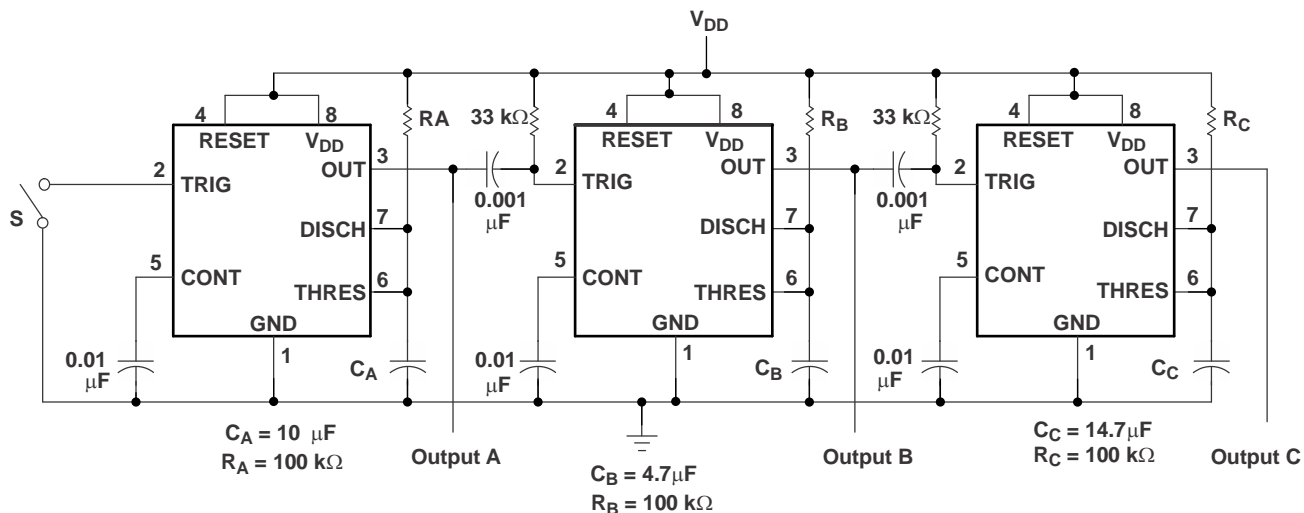 VDD
4
8
RESET
VDD
3
OUT
2
TRIG
7
DISCH
5
CONT
6
THRES
GND
1
S
0.01
μF
RA
CA
33 kΩ
0.001
μF
4
8
RESET
VDD
3
OUT
2
TRIG
7
DISCH
5
CONT
6
THRES
GND
1
0.01
μF
RB
CB
33 kΩ
0.001
μF
4
8
RESET
VDD
3
OUT
2
TRIG
7
DISCH
5
CONT
6
THRES
GND
1
0.01
μF
RC
CC
CA = 10 μF
RA = 100 kΩ
Output A
CB = 4.7μF
RB = 100 kΩ
Output B
CC = 14.7μF
RC = 100 kΩ
Output C